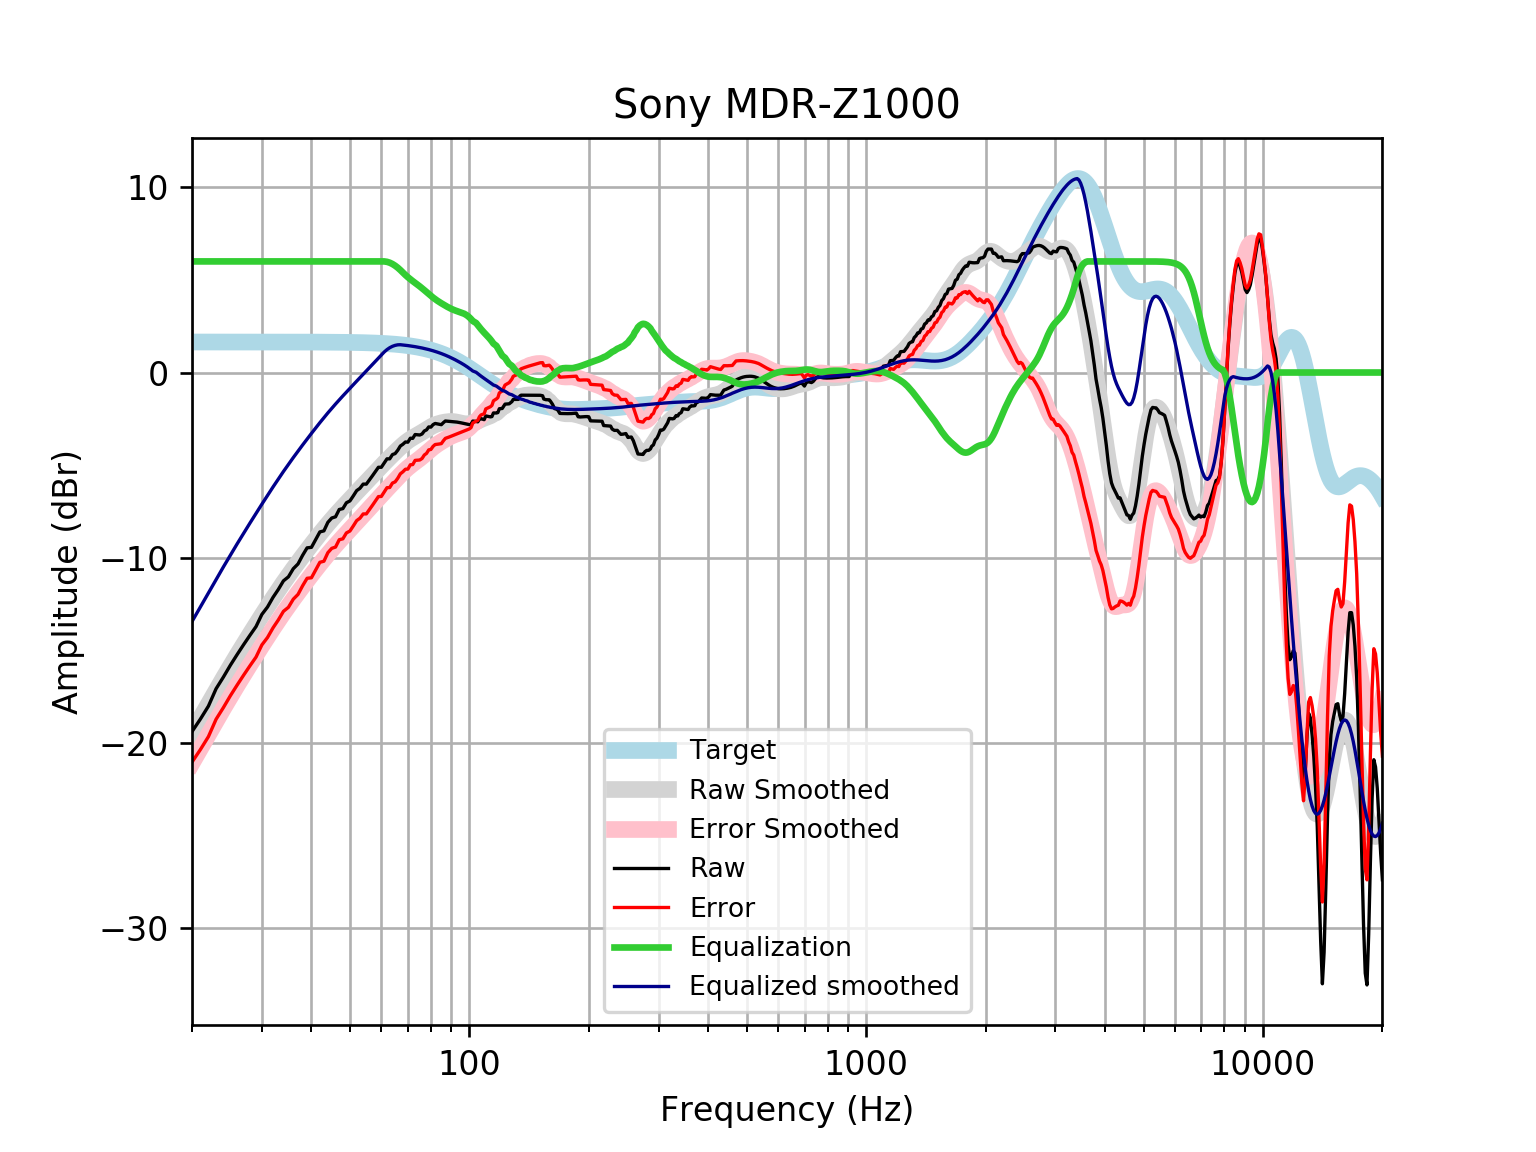 Sony MDR-Z1000
Amplitude (dBr)
10
0
−10
−20
−30
Target
Raw Smoothed
Error Smoothed
Raw
Error
Equalization
Equalized smoothed
100
1000
10000
Frequency (Hz)